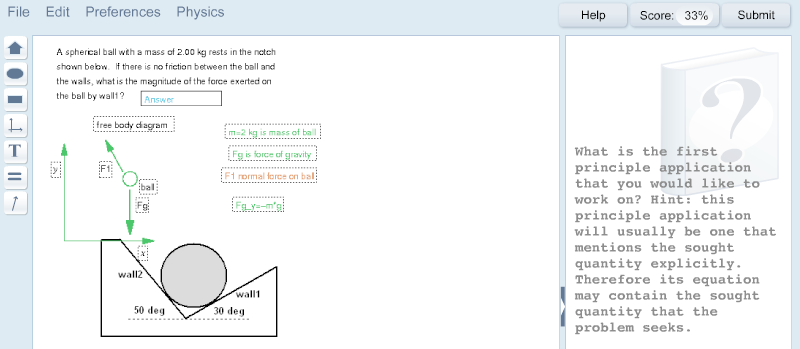 File Edit Preferences Physics
Help Score: 33% Submit
A spherical ball with a mass of 2.00 kg rests in the notch
shown below. If there is no friction between the ball and
the walls, what is the magnitude of the force exerted on
the ball by wall1? Answer
free body diagram
m=2 kg is mass of ball
Fg is force of gravity
F1 normal force on ball
Fg_y=-m*g
y
F1
ball
Fg
x
wall2
wall1
50 deg
30 deg
T
?
What is the first
principle application
that you would like to
work on? Hint: this
principle application
will usually be one that
mentions the sought
quantity explicitly.
Therefore its equation
may contain the sought
quantity that the
problem seeks.